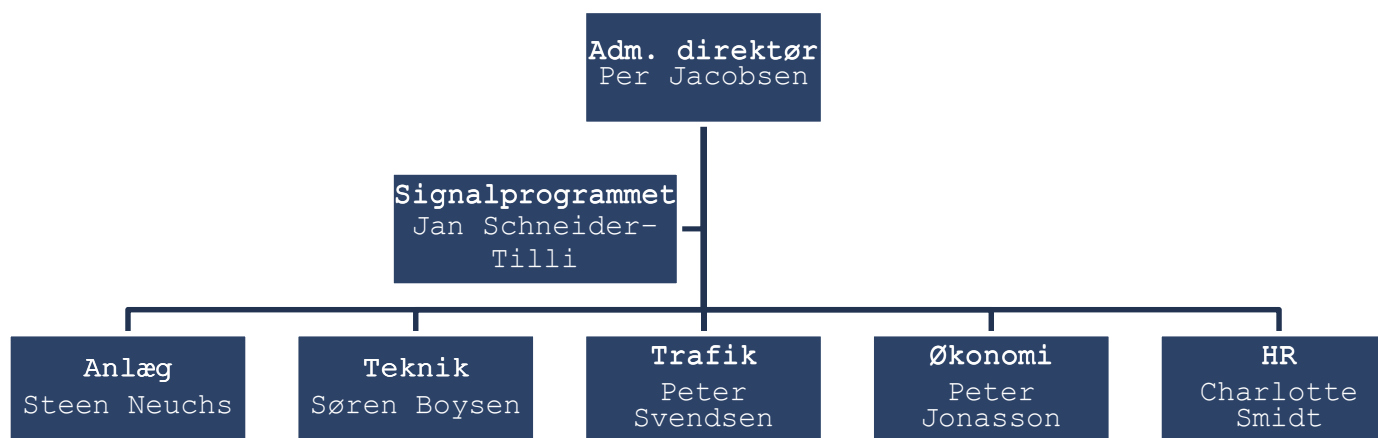 Adm. direktør
Per Jacobsen
Signalprogrammet
Jan Schneider-
Tilli
Anlæg
Steen Neuchs
Teknik
Søren Boysen
Trafik
Peter
Svendsen
Økonomi
Peter
Jonasson
HR
Charlotte
Smidt